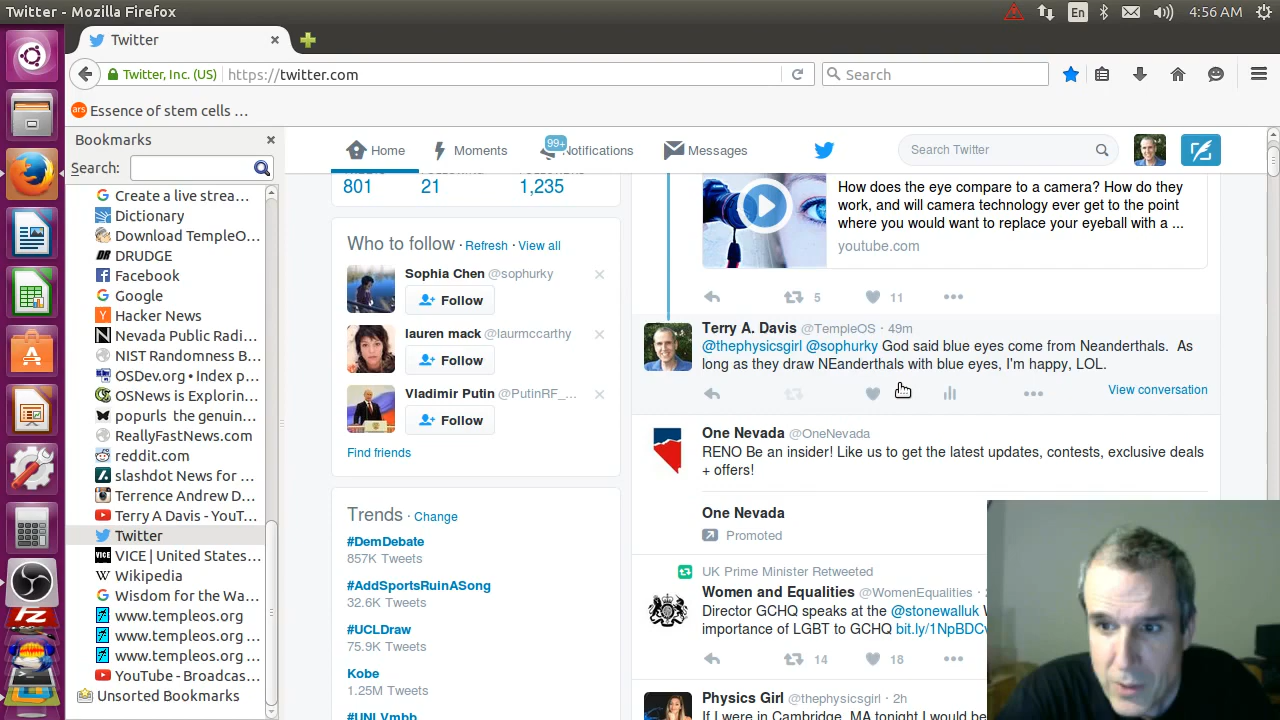 Twitter - Mozilla Firefox
En
4:56 AM
Twitter
Twitter, Inc. (US)
https://twitter.com
Search
ars Essence of stem cells …
Bookmarks
Search:
Create a live strea…
Dictionary
Download TempleO…
DRUDGE
Facebook
Google
Hacker News
Nevada Public Radi…
NIST Randomness B…
OSDev.org • Index p…
OSNews is Explorin…
popurls the genuin…
ReallyFastNews.com
reddit.com
slashdot News for …
Terrence Andrew D…
Terry A Davis - YouT…
Twitter
VICE | United States…
Wikipedia
Wisdom for the Wa…
www.templeos.org
www.templeos.org …
www.templeos.org …
YouTube - Broadcas…
Unsorted Bookmarks
Home
Moments
99+
Notifications
Messages
Search Twitter
801
21
1,235
Who to follow · Refresh · View all
Sophia Chen @sophurky
Follow
lauren mack @laurmccarthy
Follow
Vladimir Putin @PutinRF_…
Follow
Find friends
Trends · Change
#DemDebate
857K Tweets
#AddSportsRuinASong
32.6K Tweets
#UCLDraw
75.9K Tweets
Kobe
1.25M Tweets
#UNLVmbb
How does the eye compare to a camera? How do they
work, and will camera technology ever get to the point
where you would want to replace your eyeball with a ...
youtube.com
5
11
Terry A. Davis @TempleOS · 49m
@thephysicsgirl @sophurky God said blue eyes come from Neanderthals. As
long as they draw NEanderthals with blue eyes, I'm happy, LOL.
View conversation
One Nevada @OneNevada
RENO Be an insider! Like us to get the latest updates, contests, exclusive deals
+ offers!
One Nevada
Promoted
UK Prime Minister Retweeted
Women and Equalities @WomenEqualities ·
Director GCHQ speaks at the @stonewalluk
importance of LGBT to GCHQ bit.ly/1NpBDC
14
18
Physics Girl @thephysicsgirl · 2h
If I were in Cambridge, MA tonight I would be